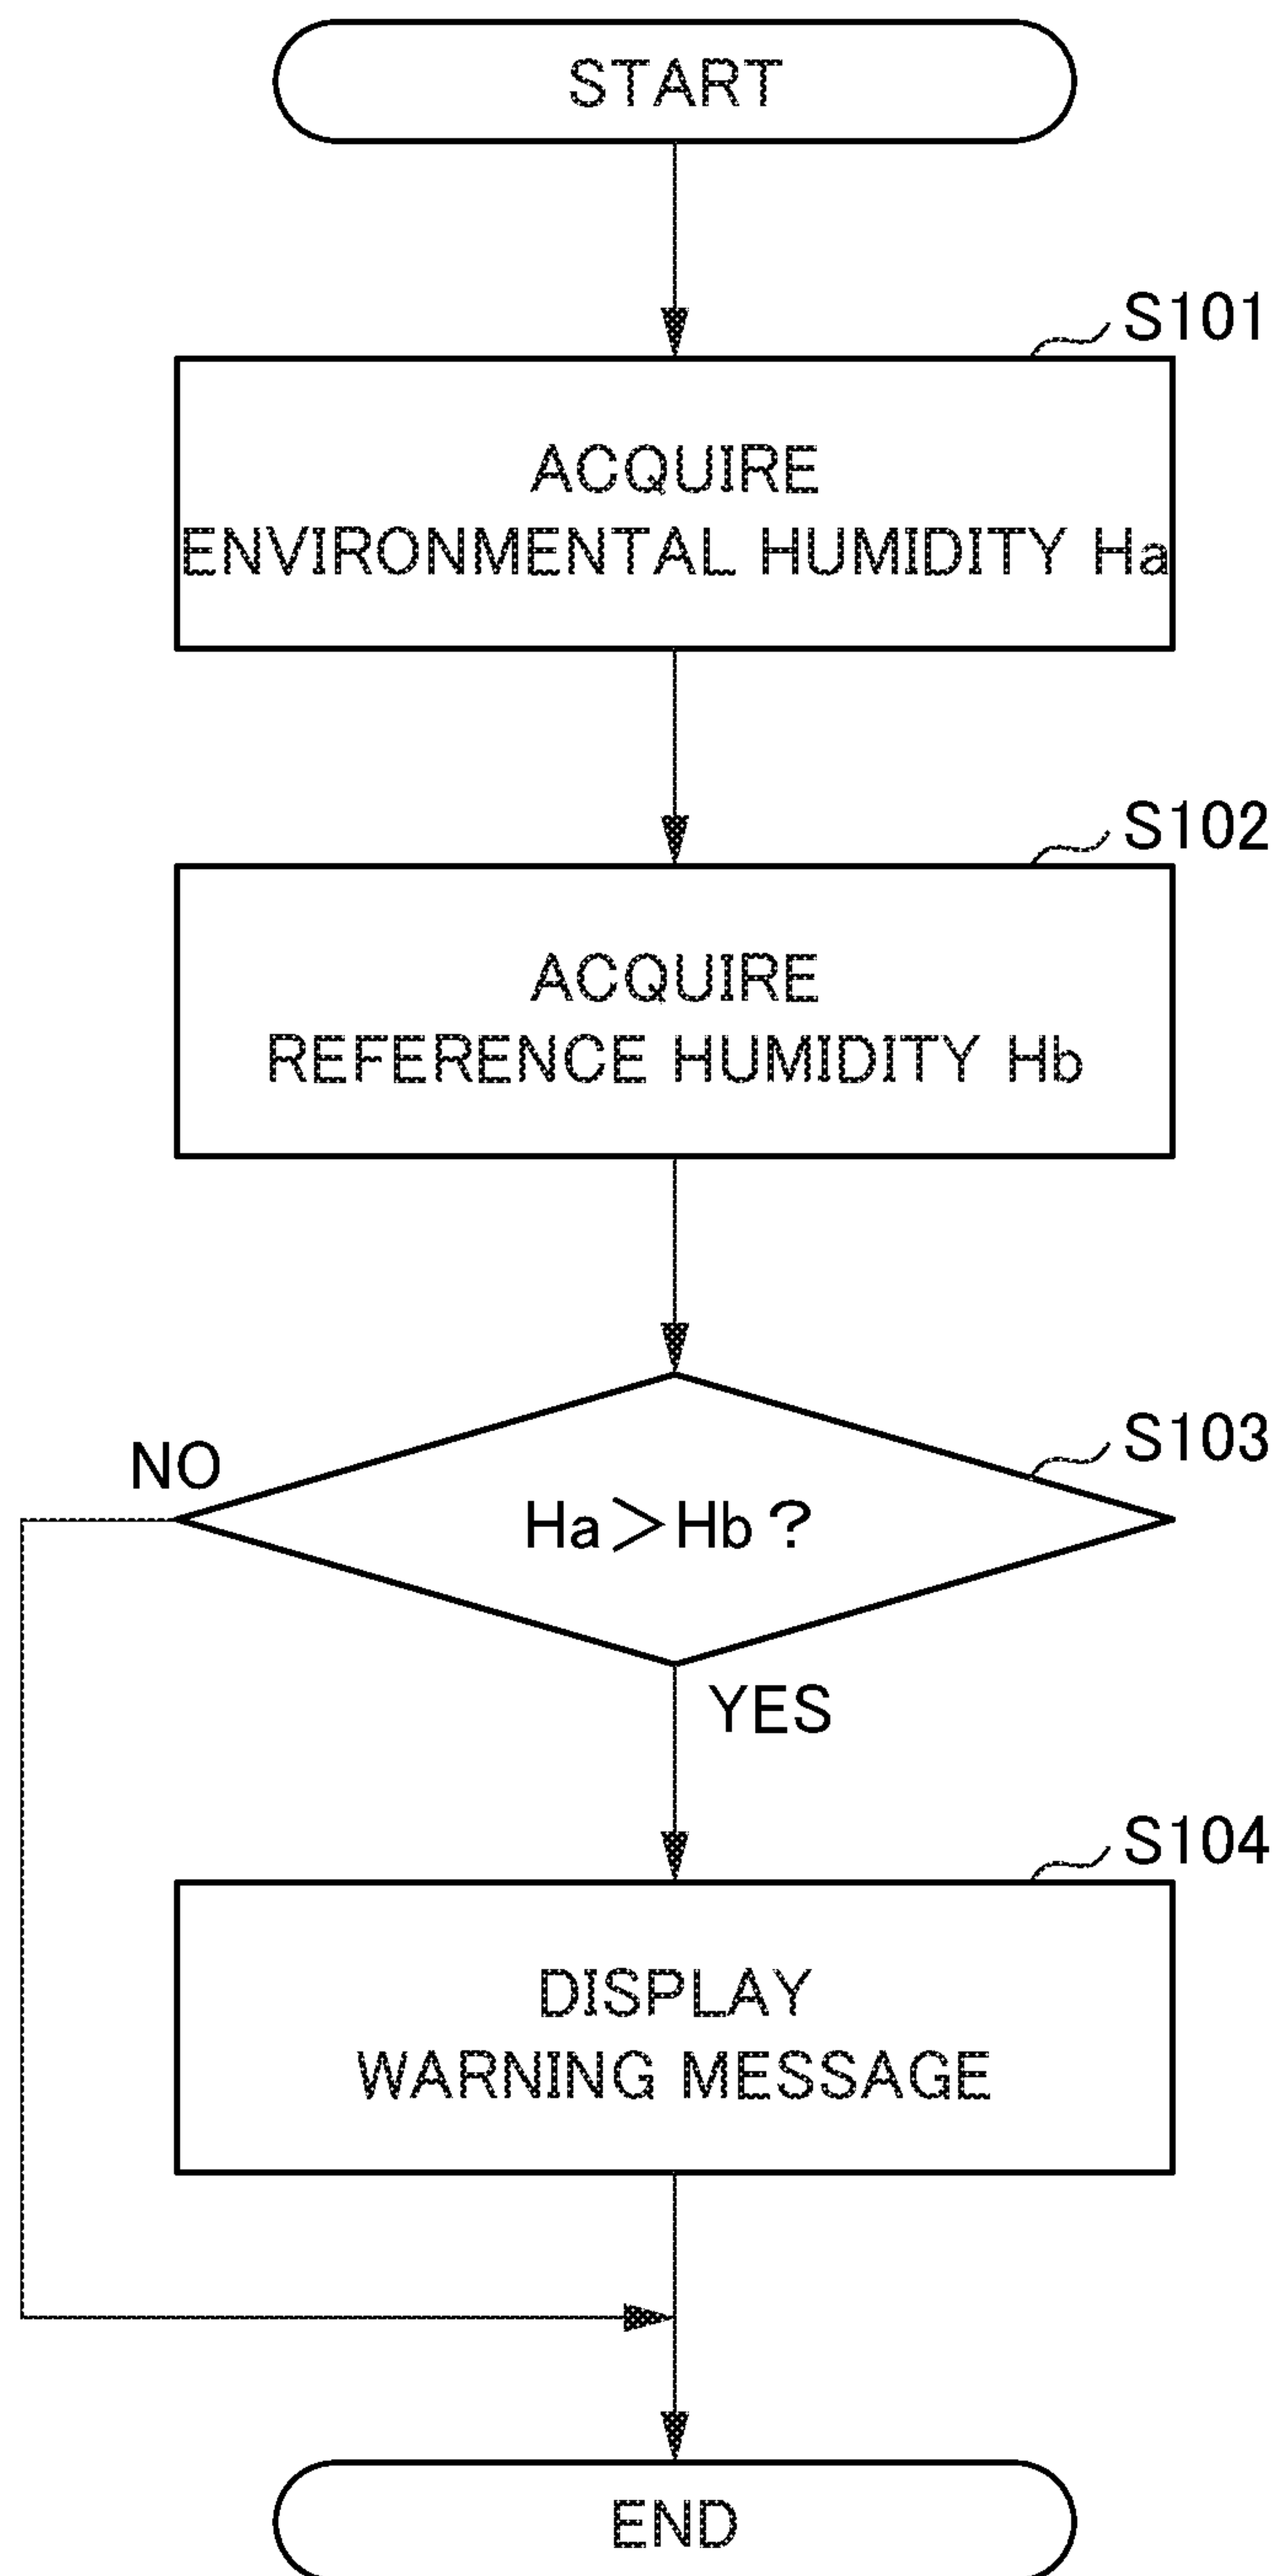 START
S101
ACQUIRE
ENVIRONMENTAL HUMIDITY Ha
S102
ACQUIRE
REFERENCE HUMIDITY Hb
S103
NO
Ha＞Hb？
YES
S104
DISPLAY
WARNING MESSAGE
END